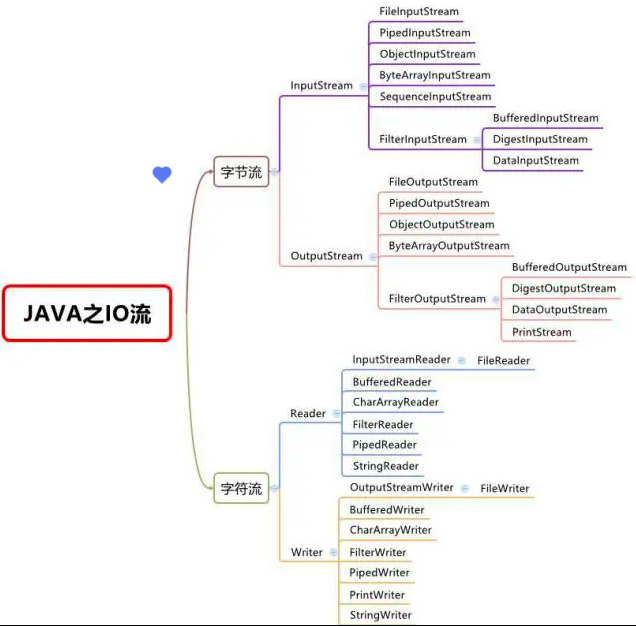 JAVA之IO流
字节流
InputStream
FileInputStream
PipedInputStream
ObjectInputStream
ByteArrayInputStream
SequenceInputStream
FilterInputStream
BufferedInputStream
DigestInputStream
DataInputStream
OutputStream
FileOutputStream
PipedOutputStream
ObjectOutputStream
ByteArrayOutputStream
FilterOutputStream
BufferedOutputStream
DigestOutputStream
DataOutputStream
PrintStream
字符流
Reader
InputStreamReader
FileReader
BufferedReader
CharArrayReader
FilterReader
PipedReader
StringReader
Writer
OutputStreamWriter
FileWriter
BufferedWriter
CharArrayWriter
FilterWriter
PipedWriter
PrintWriter
StringWriter